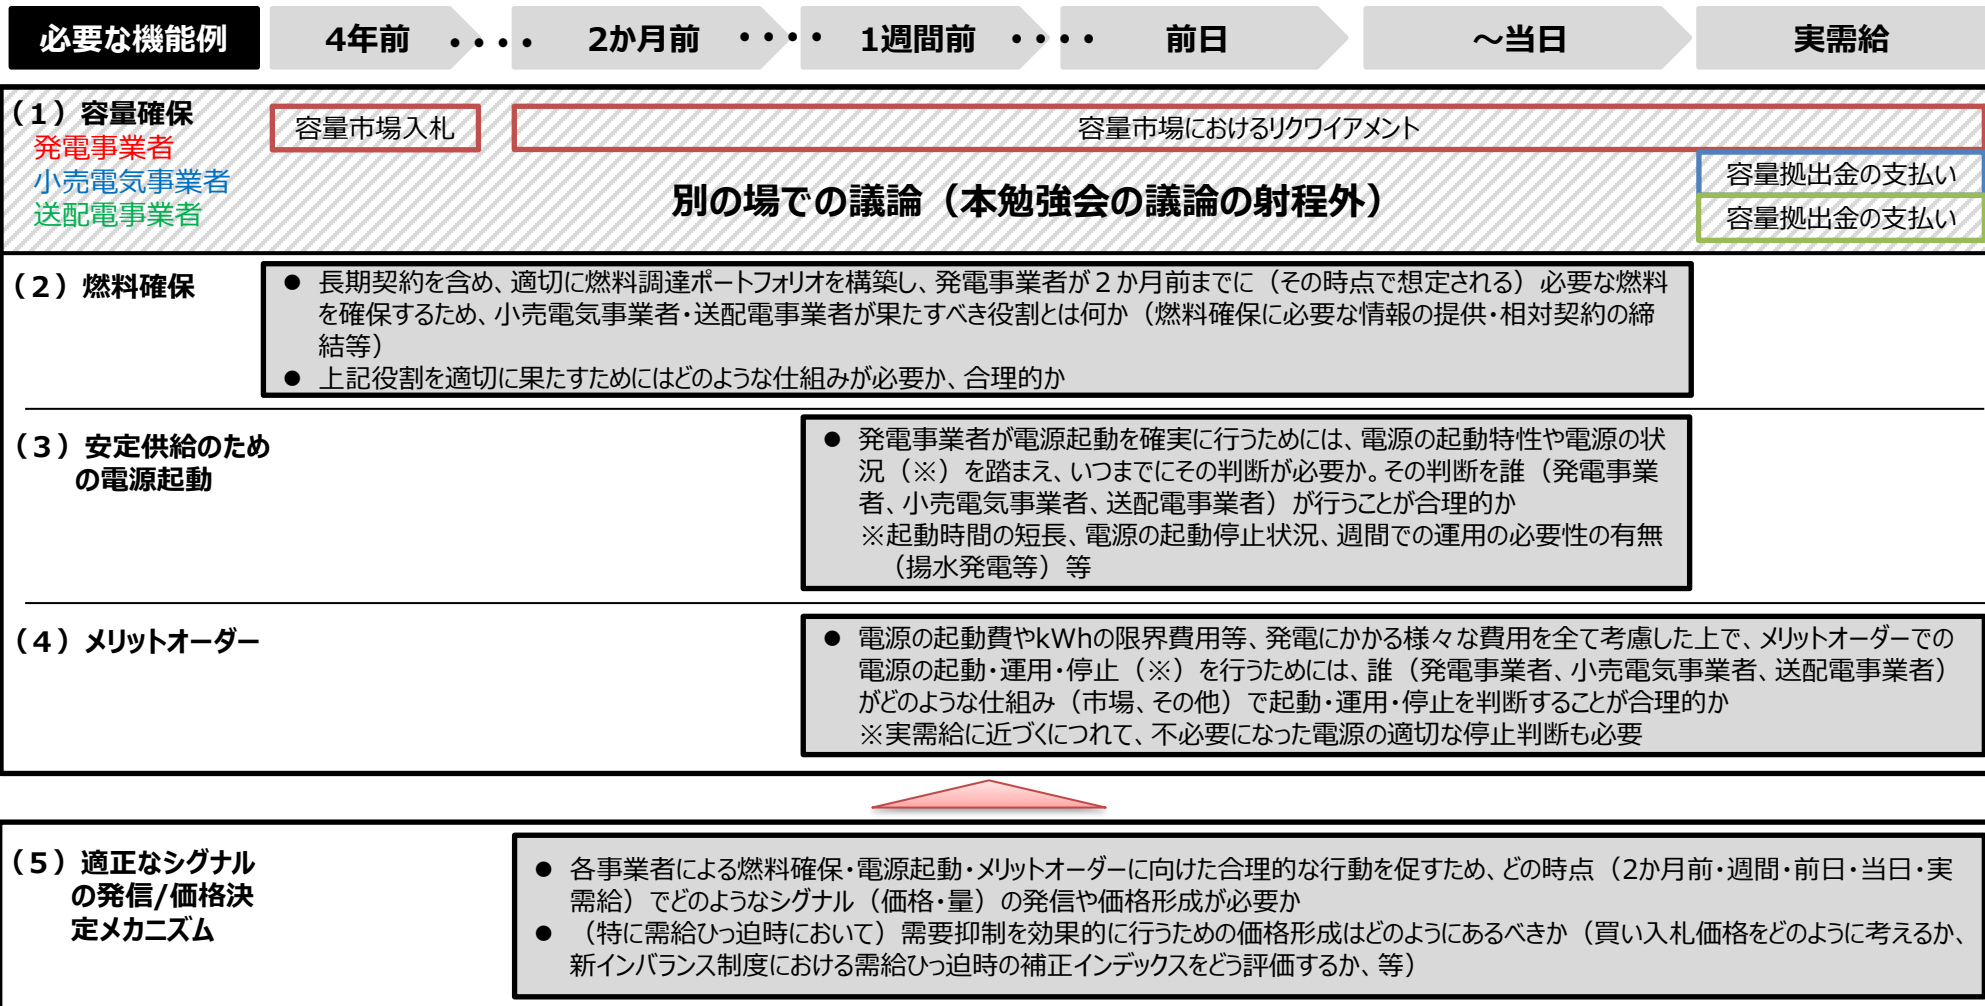 必要な機能例
4年前 ・・・・ 2か月前 ・・・・ 1週間前 ・・・・ 前日 ～当日 実需給
（1）容量確保
発電事業者
小売電気事業者
送配電事業者
容量市場入札
容量市場におけるリクワイアメント
別の場での議論（本勉強会の議論の射程外）
容量拠出金の支払い
容量拠出金の支払い
（2）燃料確保
● 長期契約を含め、適切に燃料調達ポートフォリオを構築し、発電事業者が２か月前までに（その時点で想定される）必要な燃料
を確保するため、小売電気事業者・送配電事業者が果たすべき役割とは何か（燃料確保に必要な情報の提供・相対契約の締
結等）
● 上記役割を適切に果たすためにはどのような仕組みが必要か、合理的か
（3）安定供給のため
の電源起動
● 発電事業者が電源起動を確実に行うためには、電源の起動特性や電源の状
況（※）を踏まえ、いつまでにその判断が必要か。その判断を誰（発電事業
者、小売電気事業者、送配電事業者）が行うことが合理的か
※起動時間の短長、電源の起動停止状況、週間での運用の必要性の有無
（揚水発電等）等
（4）メリットオーダー
● 電源の起動費やkWhの限界費用等、発電にかかる様々な費用を全て考慮した上で、メリットオーダーでの
電源の起動・運用・停止（※）を行うためには、誰（発電事業者、小売電気事業者、送配電事業者）
がどのような仕組み（市場、その他）で起動・運用・停止を判断することが合理的か
※実需給に近づくにつれて、不必要になった電源の適切な停止判断も必要
（5）適正なシグナル
の発信/価格決
定メカニズム
● 各事業者による燃料確保・電源起動・メリットオーダーに向けた合理的な行動を促すため、どの時点（2か月前・週間・前日・当日・実
需給）でどのようなシグナル（価格・量）の発信や価格形成が必要か
● （特に需給ひっ迫時において）需要抑制を効果的に行うための価格形成はどのようにあるべきか（買い入札価格をどのように考えるか、
新インバランス制度における需給ひっ迫時の補正インデックスをどう評価するか、等）